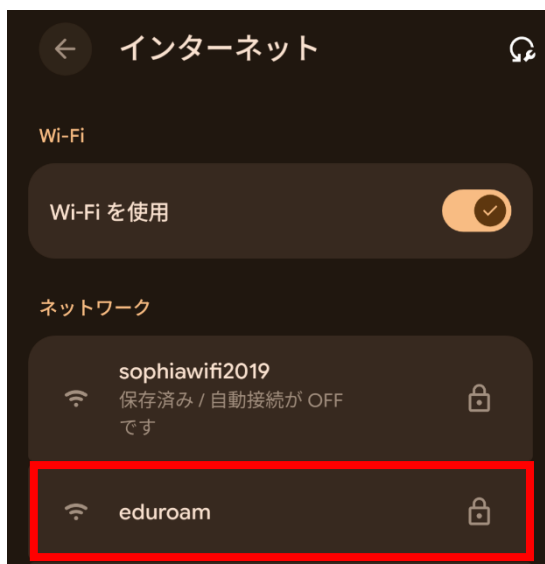 インターネット
Wi-Fi
Wi-Fi を使用
ネットワーク
sophiawifi2019
保存済み / 自動接続が OFF
です
eduroam